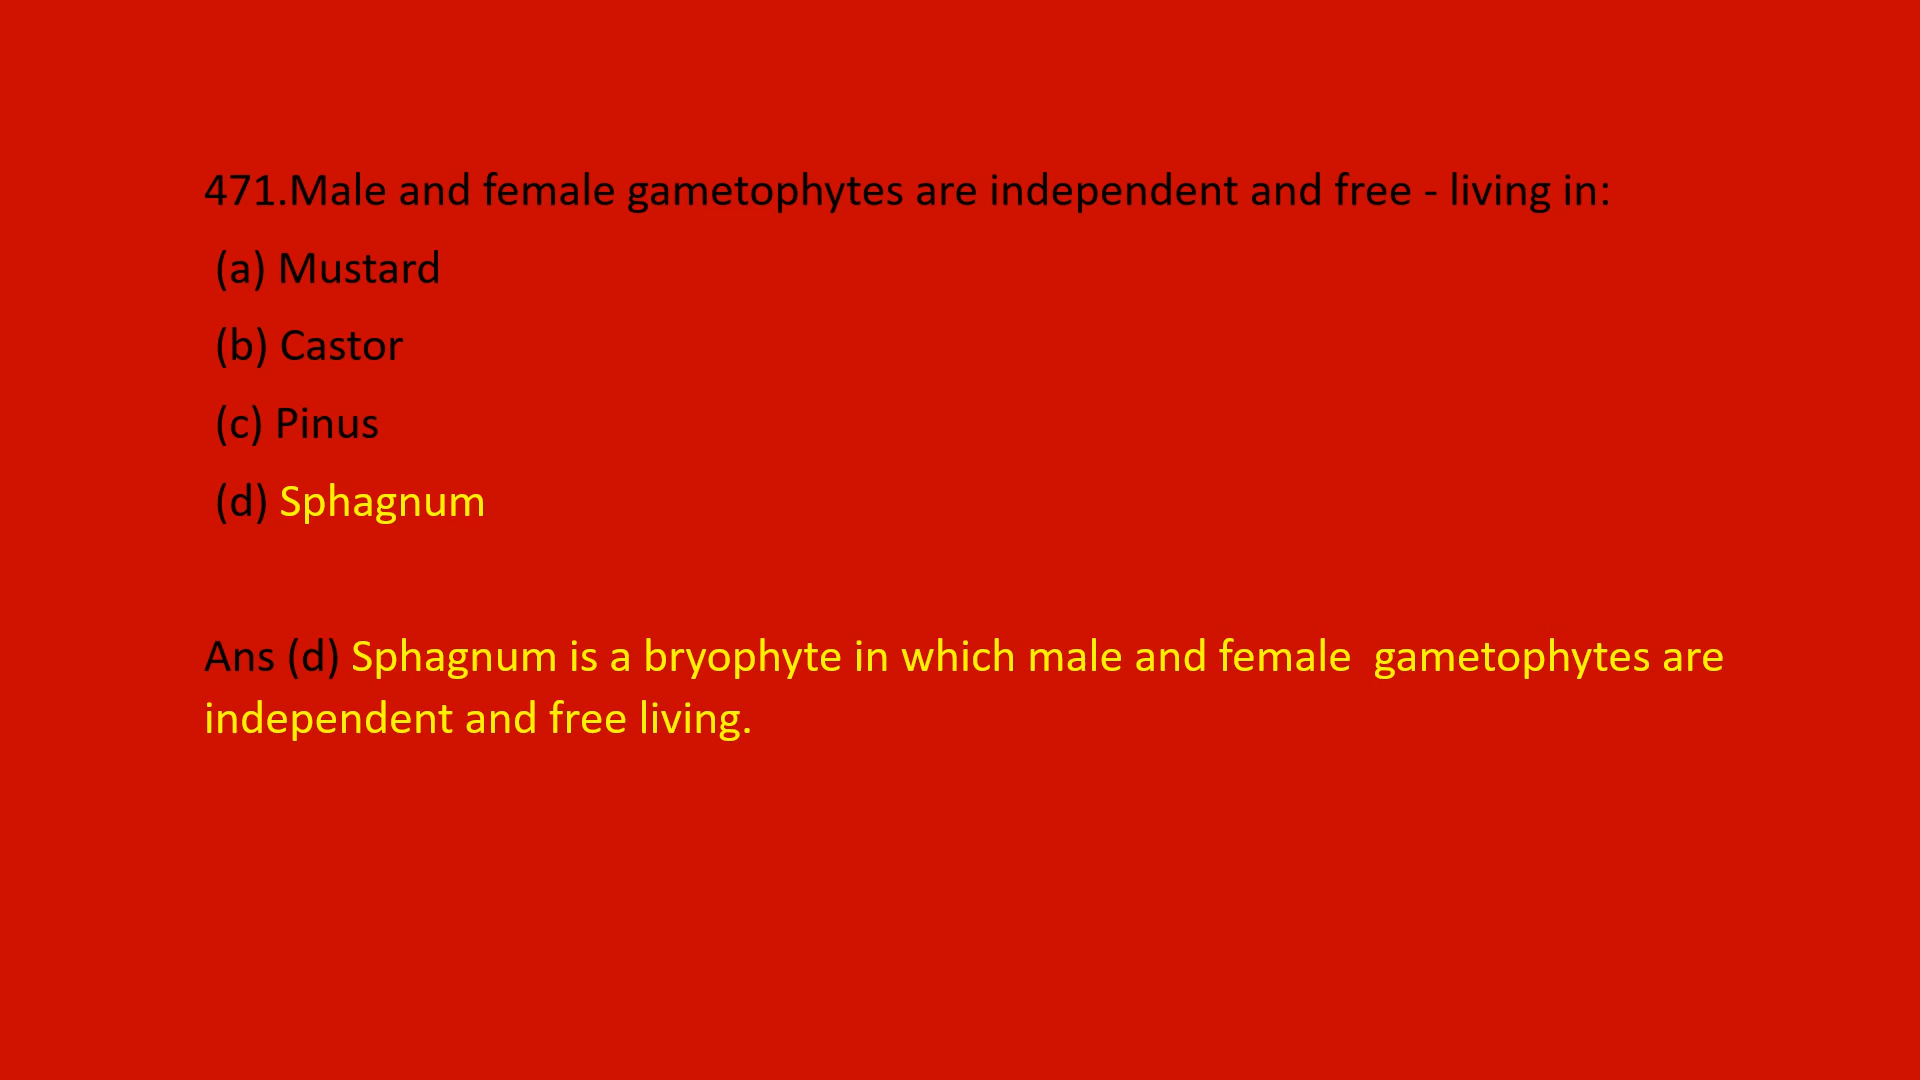 471.Male and female gametophytes are independent and free - living in:
(a) Mustard
(b) Castor
(c) Pinus
(d) Sphagnum
Ans (d) Sphagnum is a bryophyte in which male and female  gametophytes are
independent and free living.